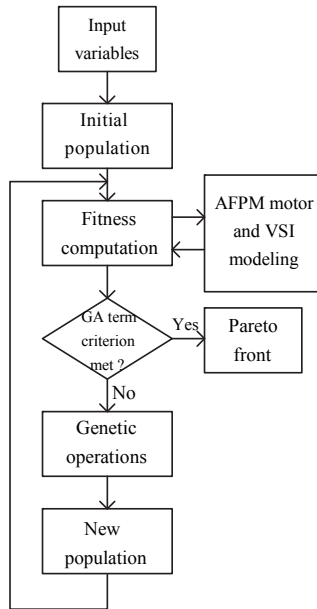 Input
variables
Initial
population
Fitness
computation
AFPM motor
and VSI
modeling
GA term
criterion
met ?
Yes
Pareto
front
No
Genetic
operations
New
population